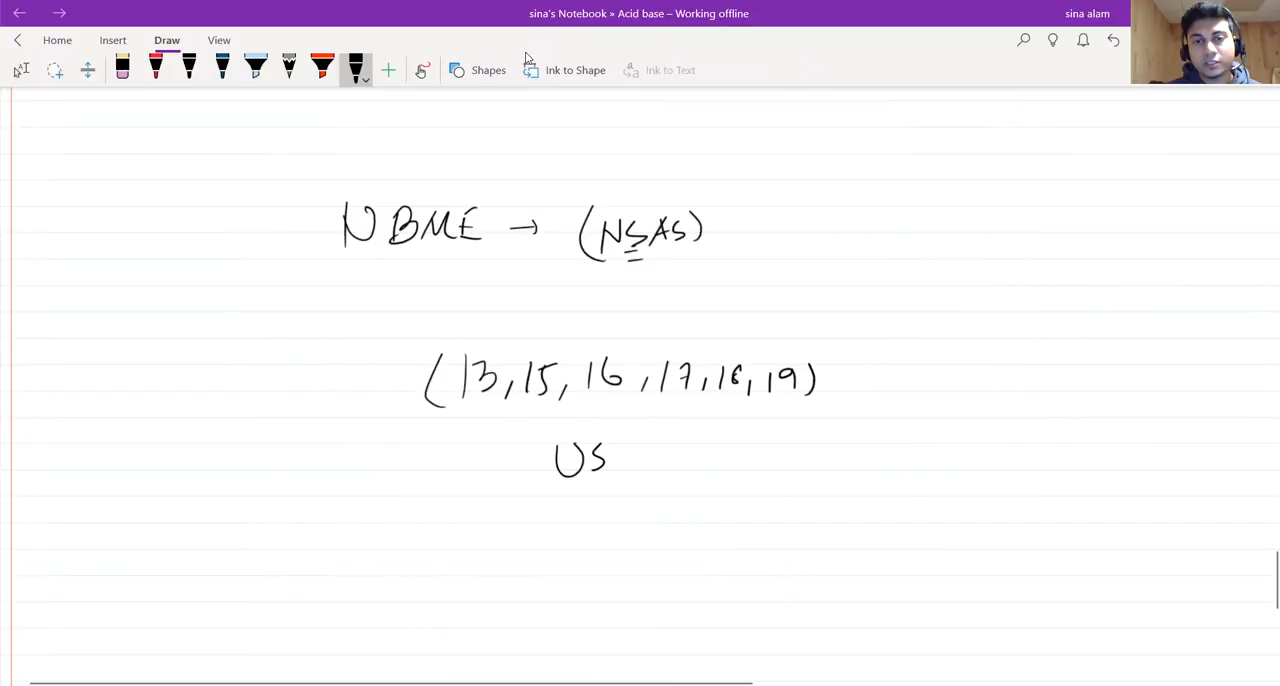 sina's Notebook » Acid base – Working offline
sina alam
Home Insert Draw View
Shapes Ink to Shape Ink to Text
NBME → (NSAS)
(13, 15, 16, 17, 18, 19)
US